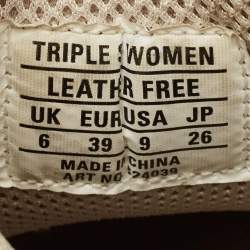 TRIPLE S WOMEN
LEATHER FREE
UK EUR USA JP
6 39 9 26
MADE IN CHINA
ART NO